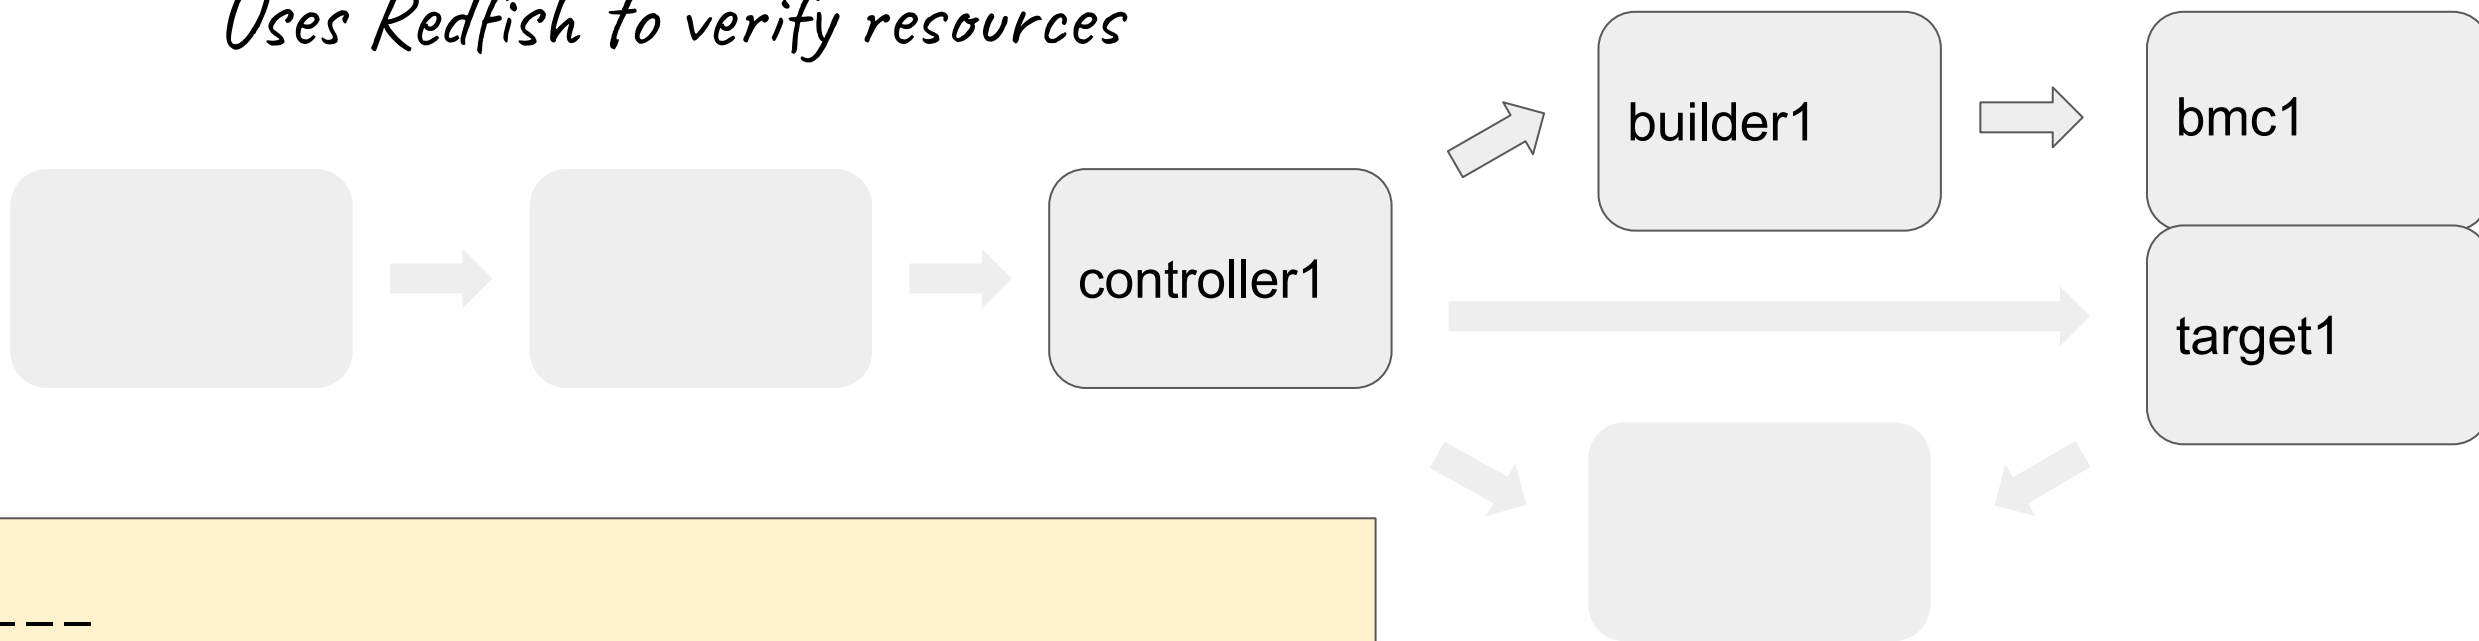 Uses Redfish to verify resources
builder1
bmc1
controller1
target1
---